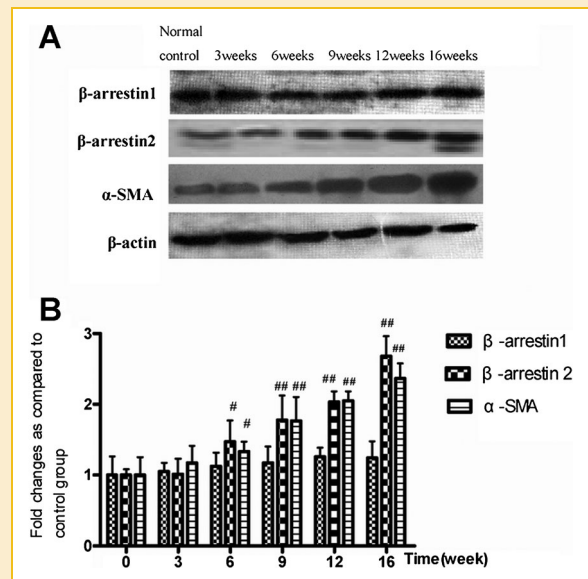 A
Normal
control 3weeks 6weeks 9weeks 12weeks 16weeks
β-arrestin1
β-arrestin2
α-SMA
β-actin
B
Fold changes as compared to
control group
3
2
1
0
# # ## ## ## ## ## ##
0 3 6 9 12 16 Time(week)
β -arrestin1
β -arrestin 2
α -SMA